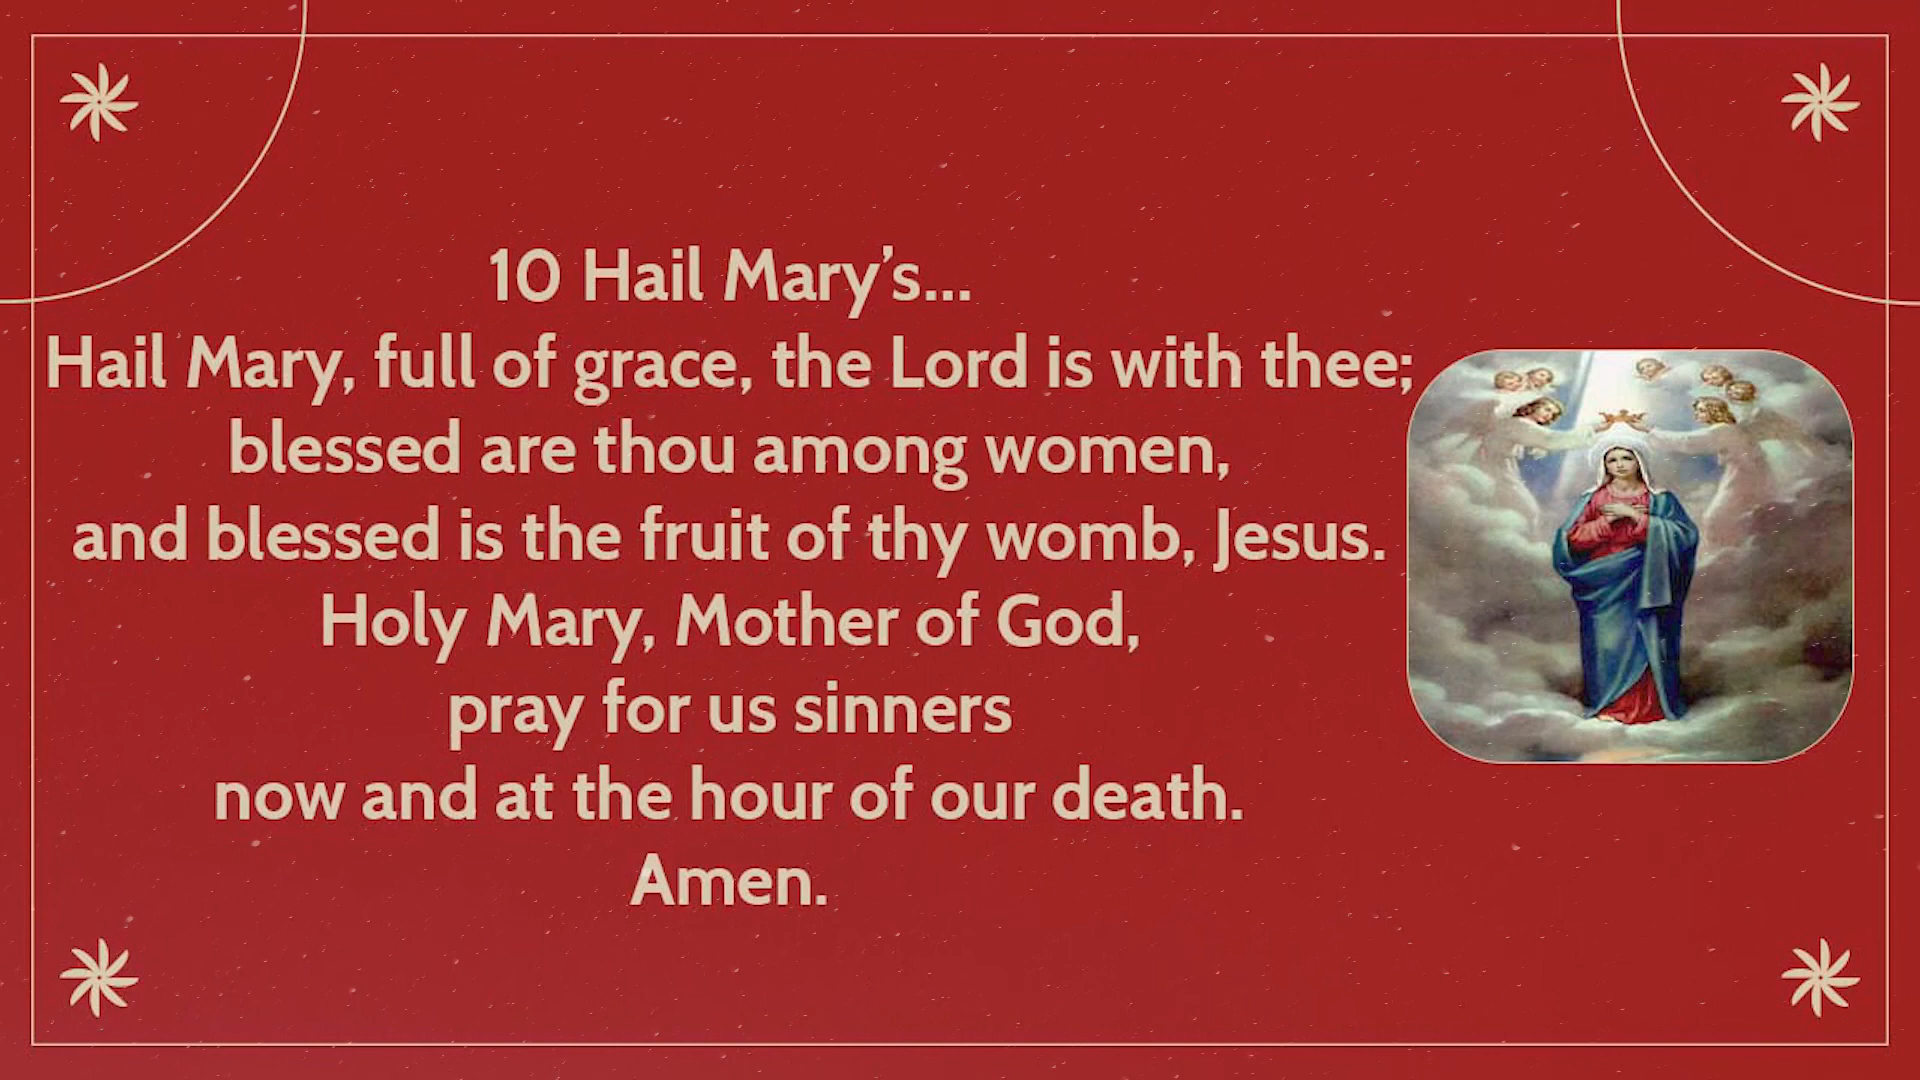 10 Hail Mary’s...
Hail Mary, full of grace, the Lord is with thee;
blessed are thou among women,
and blessed is the fruit of thy womb, Jesus.
Holy Mary, Mother of God,
pray for us sinners
now and at the hour of our death.
Amen.